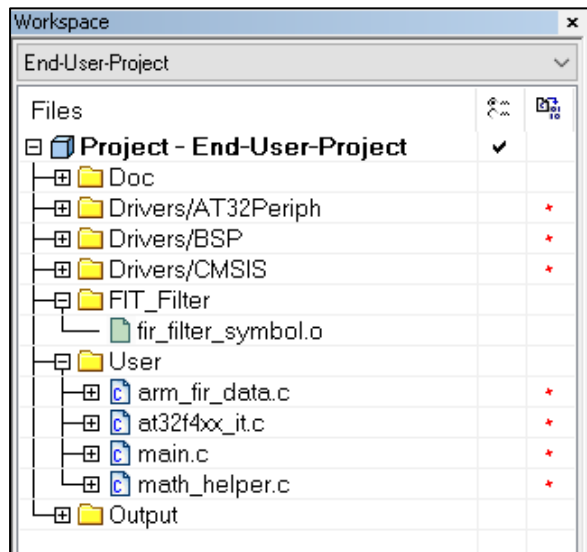 Workspace
End-User-Project
Files
Project - End-User-Project
Doc
Drivers/AT32Periph
Drivers/BSP
Drivers/CMSIS
FIT_Filter
fir_filter_symbol.o
User
arm_fir_data.c
at32f4xx_it.c
main.c
math_helper.c
Output